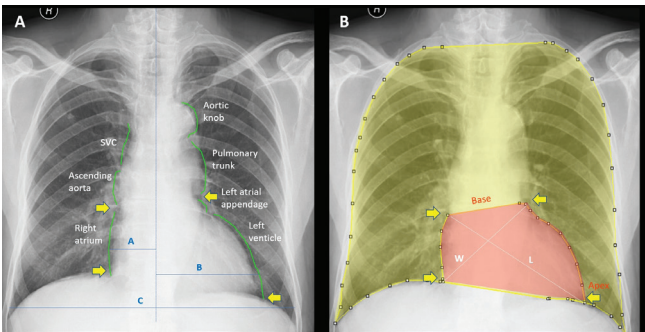 A
R
Aortic
knob
SVC
Pulmonary
trunk
Ascending
aorta
Left atrial
appendage
Right
atrium
Left
venticle
A
B
C
B
R
Base
W
L
Apex